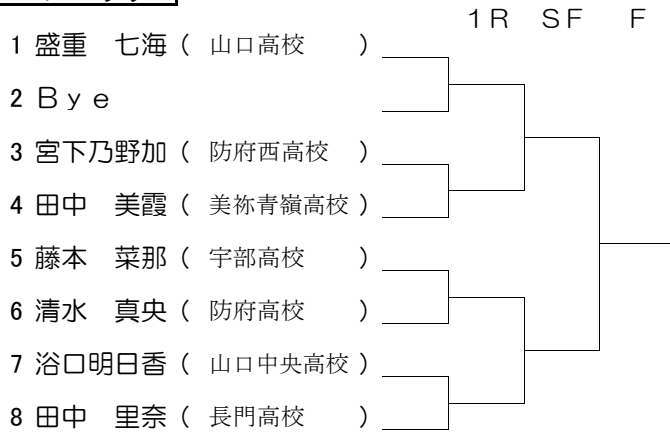 １Ｒ　ＳＦ　Ｆ
1 盛重　七海（ 山口高校　　）
2 Ｂｙｅ
3 宮下乃野加（ 防府西高校　）
4 田中　美霞（ 美祢青嶺高校 ）
5 藤本　菜那（ 宇部高校　　）
6 清水　真央（ 防府高校　　）
7 浴口明日香（ 山口中央高校 ）
8 田中　里奈（ 長門高校　　）